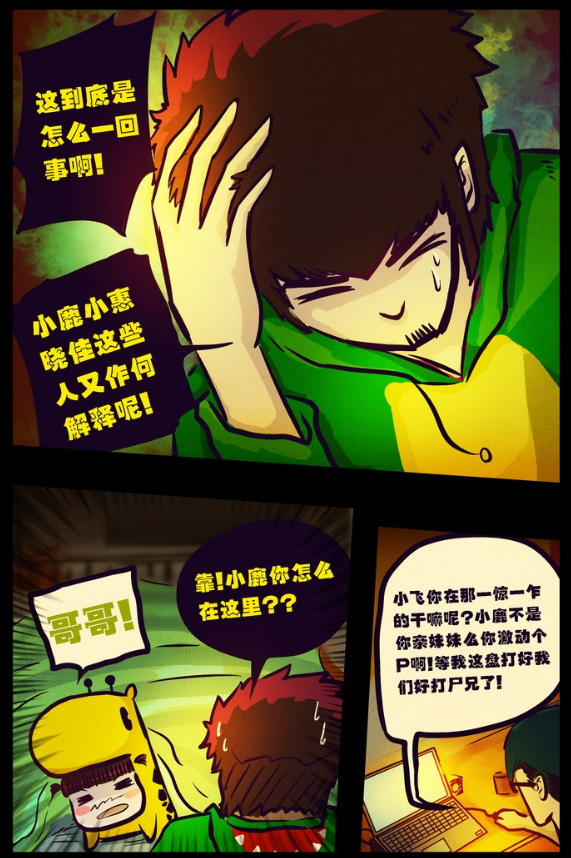 这到底是
怎么一回
事啊!
小鹿小惠
晓佳这些
人又作何
解释呢!
哥哥!
靠!小鹿你怎么
在这里??
小飞你在那一惊一乍
的干嘛呢?小鹿不是
你亲妹妹么你激动个
P啊!等我这盘打好我
们好打尸兄了!